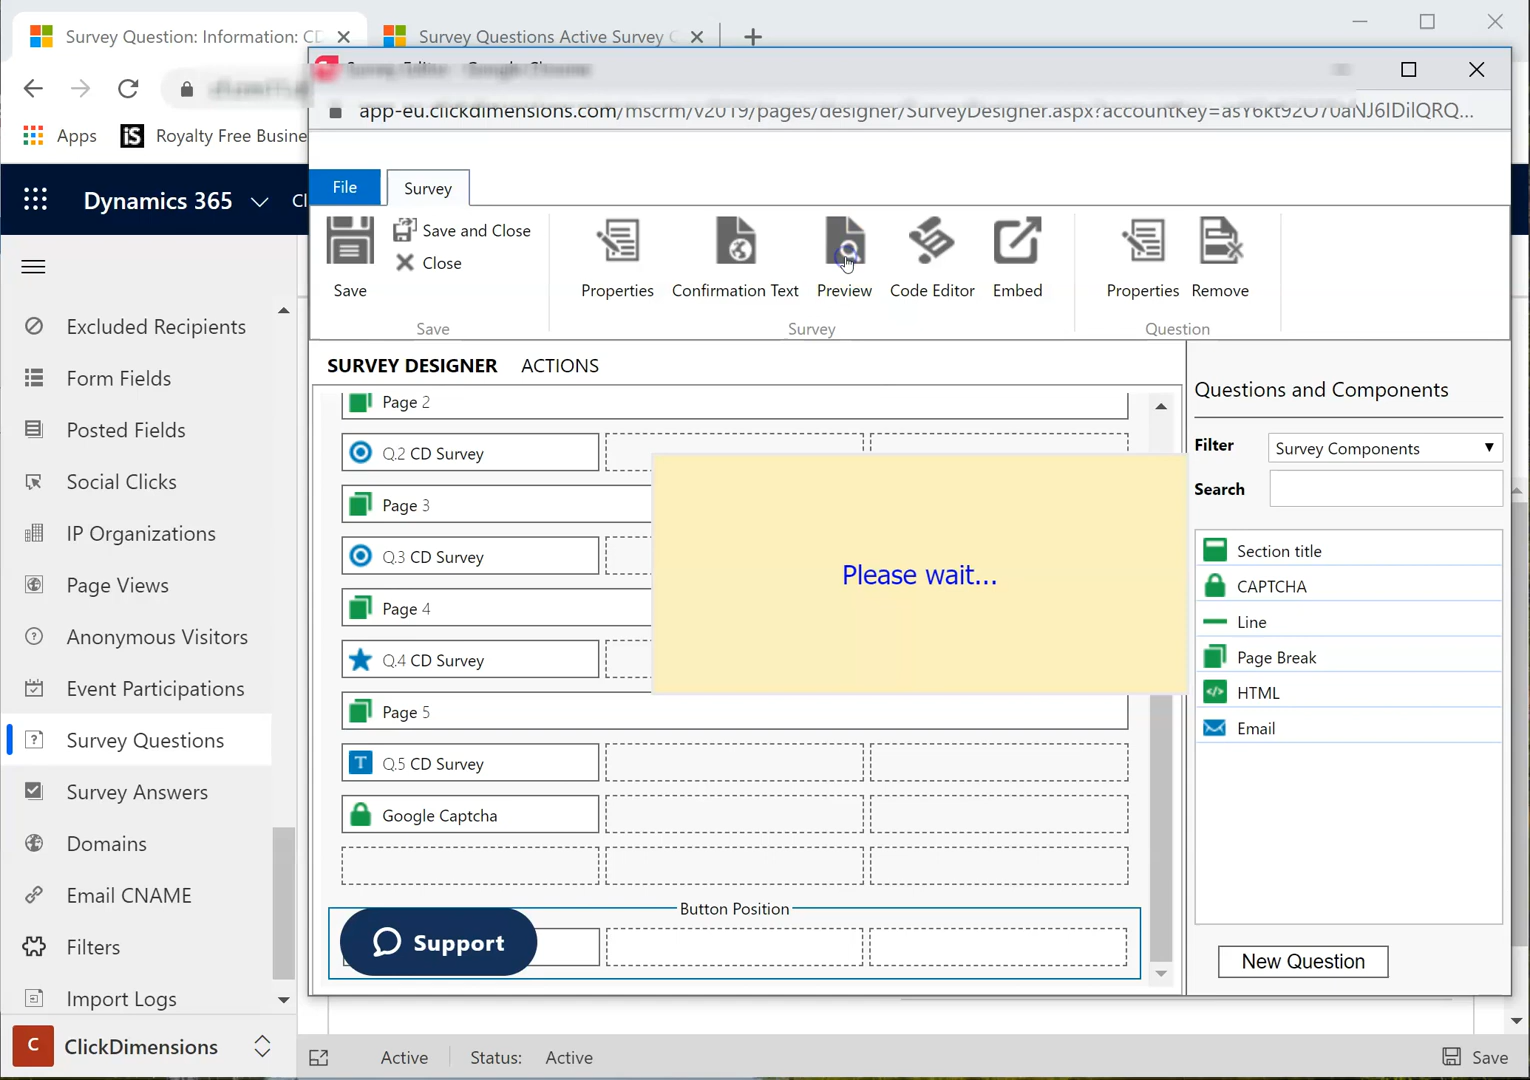 Survey Question: Information: C
Survey Questions Active Survey
Survey Editor - Google Chrome
app-eu.clickdimensions.com/mscrm/v2019/pages/designer/SurveyDesigner.aspx?accountKey=asY6kt92O70aNJ6IDilQRQ...
Apps
iS
Royalty Free Busine
Dynamics 365
Cl
File
Survey
Save and Close
Close
Save
Properties
Confirmation Text
Preview
Code Editor
Embed
Properties
Remove
Save
Survey
Question
SURVEY DESIGNER
ACTIONS
Page 2
Q.2 CD Survey
Page 3
Q.3 CD Survey
Page 4
Q.4 CD Survey
Page 5
Q.5 CD Survey
Google Captcha
Button Position
Support
Please wait...
Questions and Components
Filter
Survey Components
Search
Section title
CAPTCHA
Line
Page Break
HTML
Email
New Question
Excluded Recipients
Form Fields
Posted Fields
Social Clicks
IP Organizations
Page Views
Anonymous Visitors
Event Participations
Survey Questions
Survey Answers
Domains
Email CNAME
Filters
Import Logs
C
ClickDimensions
Active
Status:
Active
Save